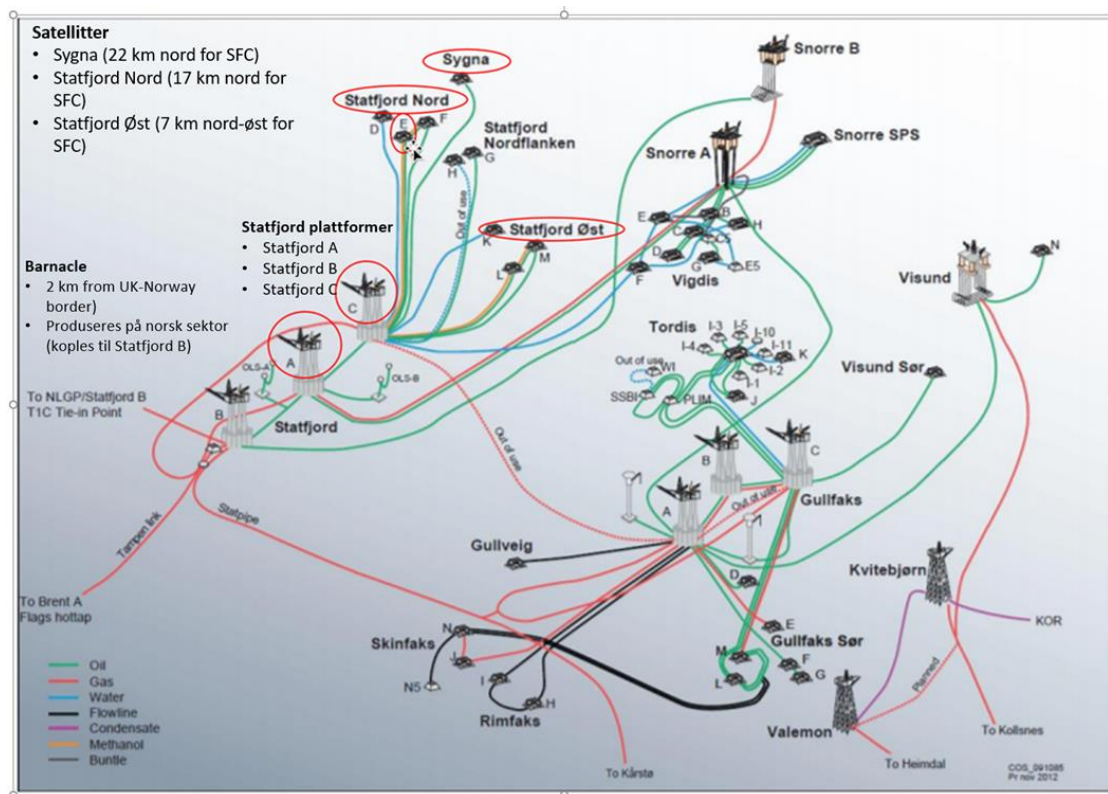 Satellitter
• Sygna (22 km nord for SFC)
• Statfjord Nord (17 km nord for
SFC)
• Statfjord Øst (7 km nord-øst for
SFC)
Statfjord plattformer
• Statfjord A
• Statfjord B
• Statfjord C
Barnacle
• 2 km from UK-Norway
border)
• Produseres på norsk sektor
(koples til Statfjord B)
Sygna
Statfjord Nord
D
E
F
Statfjord
Nordflanken
H
G
Out of use
K
Statfjord Øst
L
M
C
A
B
OLS-A
OLS-B
Statfjord
To NLGP/Statfjord B
T1C Tie-in Point
Tampen link
Statpipe
Out of use
To Brent A
Flags hottap
Snorre B
Snorre A
Snorre SPS
E
B
C
H
C5
D
G
E5
F
Vigdis
Visund
N
Tordis
I-3
I-5
I-10
I-4
I-11
K
I-2
I-1
J
Out of use
WI
SSBI
PLIM
Visund Sør
B
C
A
Out of use
Gullfaks
Gullveig
D
E
Gullfaks Sør
F
G
M
L
Kvitebjørn
KOR
Skinfaks
N
J
N5
I
H
Rimfaks
Planned
Valemon
To Kollsnes
To Heimdal
To Kårstø
Oil
Gas
Water
Flowline
Condensate
Methanol
Buntle
COS_091085
Pr nov 2012